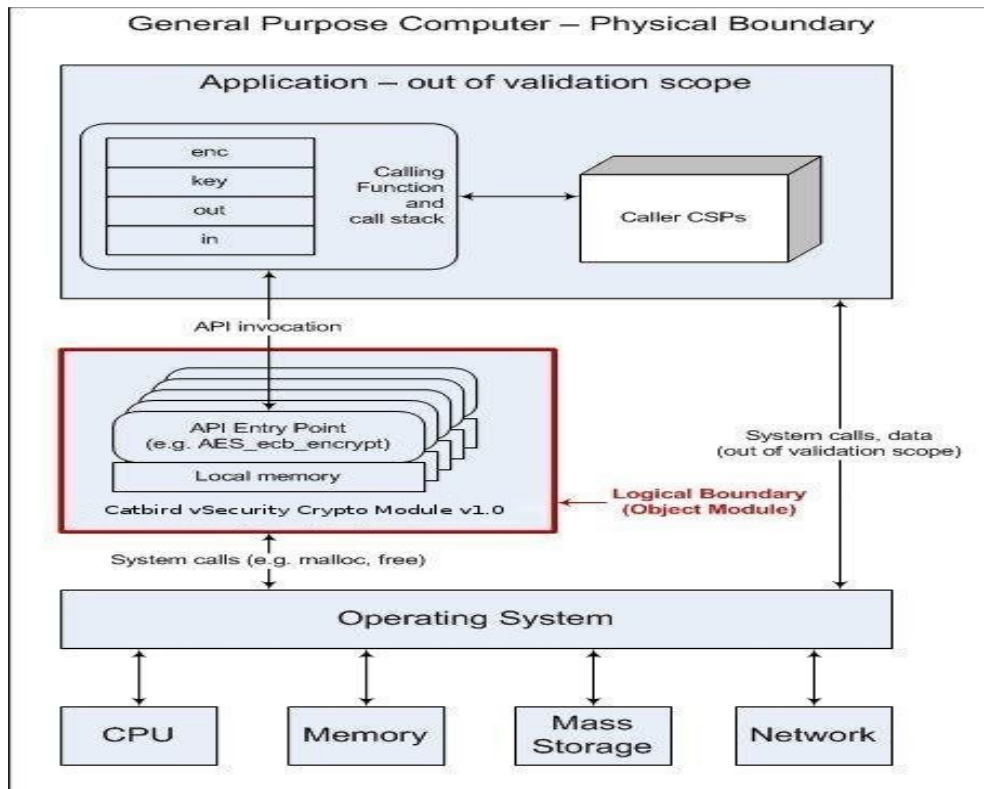 General Purpose Computer – Physical Boundary
Application – out of validation scope
enc
key
out
in
Calling
Function
and
call stack
Caller CSPs
API invocation
API Entry Point
(e.g. AES_ecb_encrypt)
Local memory
Catbird vSecurity Crypto Module v1.0
System calls, data
(out of validation scope)
Logical Boundary
(Object Module)
System calls (e.g. malloc, free)
Operating System
CPU
Memory
Mass
Storage
Network